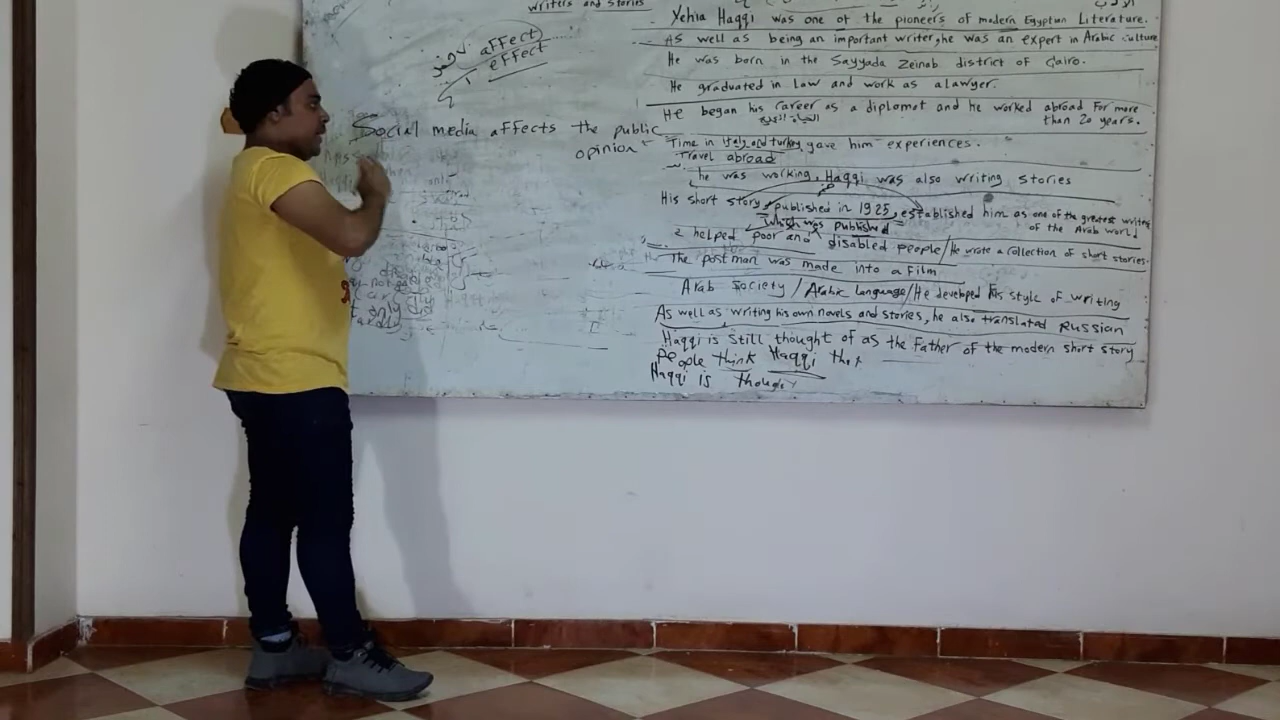 writers and stories
affect
effect
Social media affects the public
opinion
Yehia Haqqi was one of the pioneers of modern Egyptun Literature.
As well as being an important writer, he was an expert in Arabic culture
He was born in the Sayyada Zeinab district of Cairo.
He graduated in law and work as a lawyer.
He began his career as a diplomat and he worked abroad For more
than 20 years.
Time in Italy and turkey gave him experiences.
Travel abroad
he was working, Haqqi was also writing stories
His short story, published in 1925, established him as one of the greatest writing
of the Arab world
which was published
helped poor and disabled people / He wrote a collection of short stories.
The postman was made into a Film
Arab Society / Arabic language / He developed his style of writing
As well as writing his own novels and stories, he also translated Russian
Haqqi is still thought of as the Father of the modern short story
People think Haqqi that
Haqqi is thought